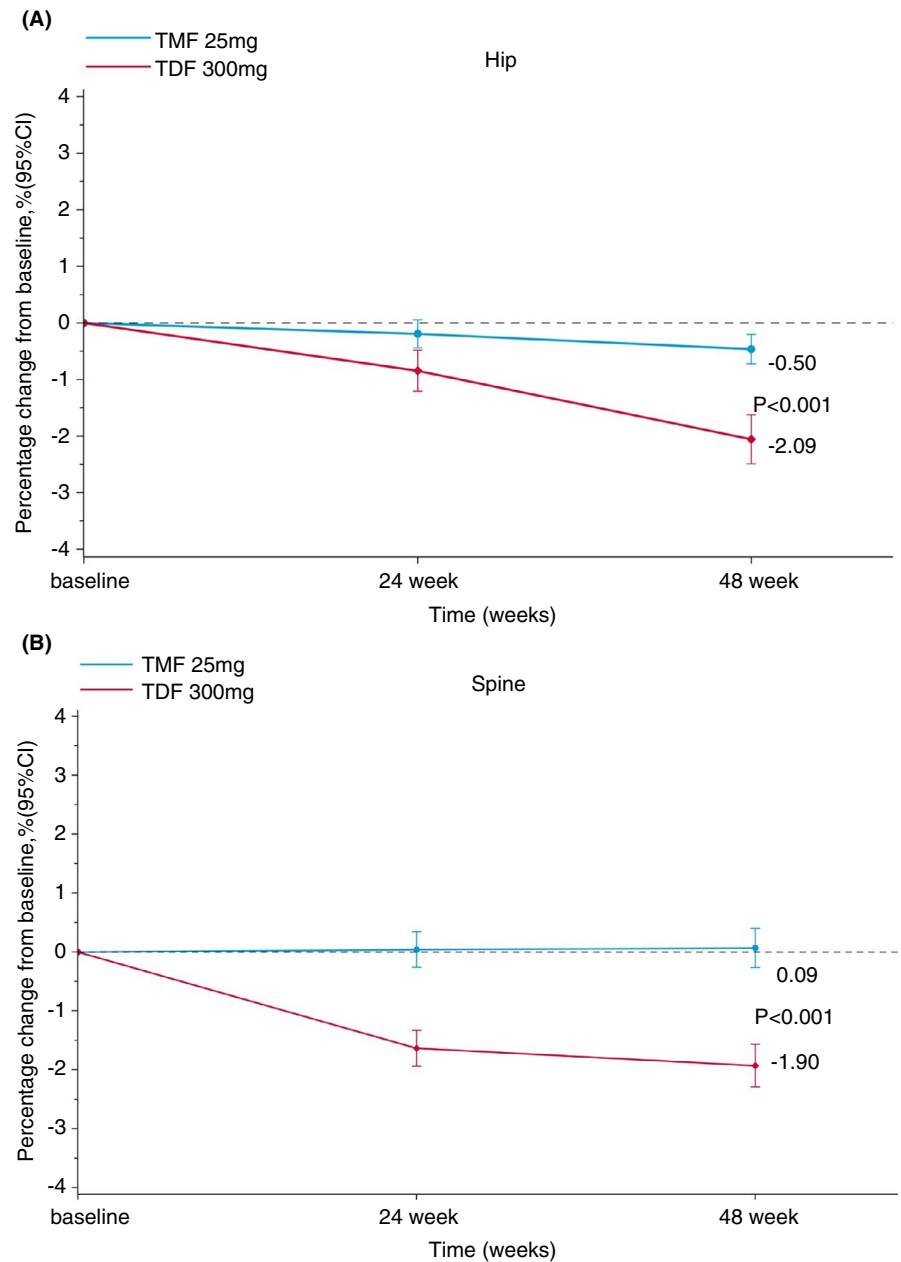 (A)
TMF 25mg
TDF 300mg
Hip
Percentage change from baseline,%(95%CI)
4
3
2
1
0
-1
-2
-3
-4
-0.50
P<0.001
-2.09
baseline
24 week
48 week
Time (weeks)
(B)
TMF 25mg
TDF 300mg
Spine
Percentage change from baseline,%(95%CI)
4
3
2
1
0
-1
-2
-3
-4
0.09
P<0.001
-1.90
baseline
24 week
48 week
Time (weeks)